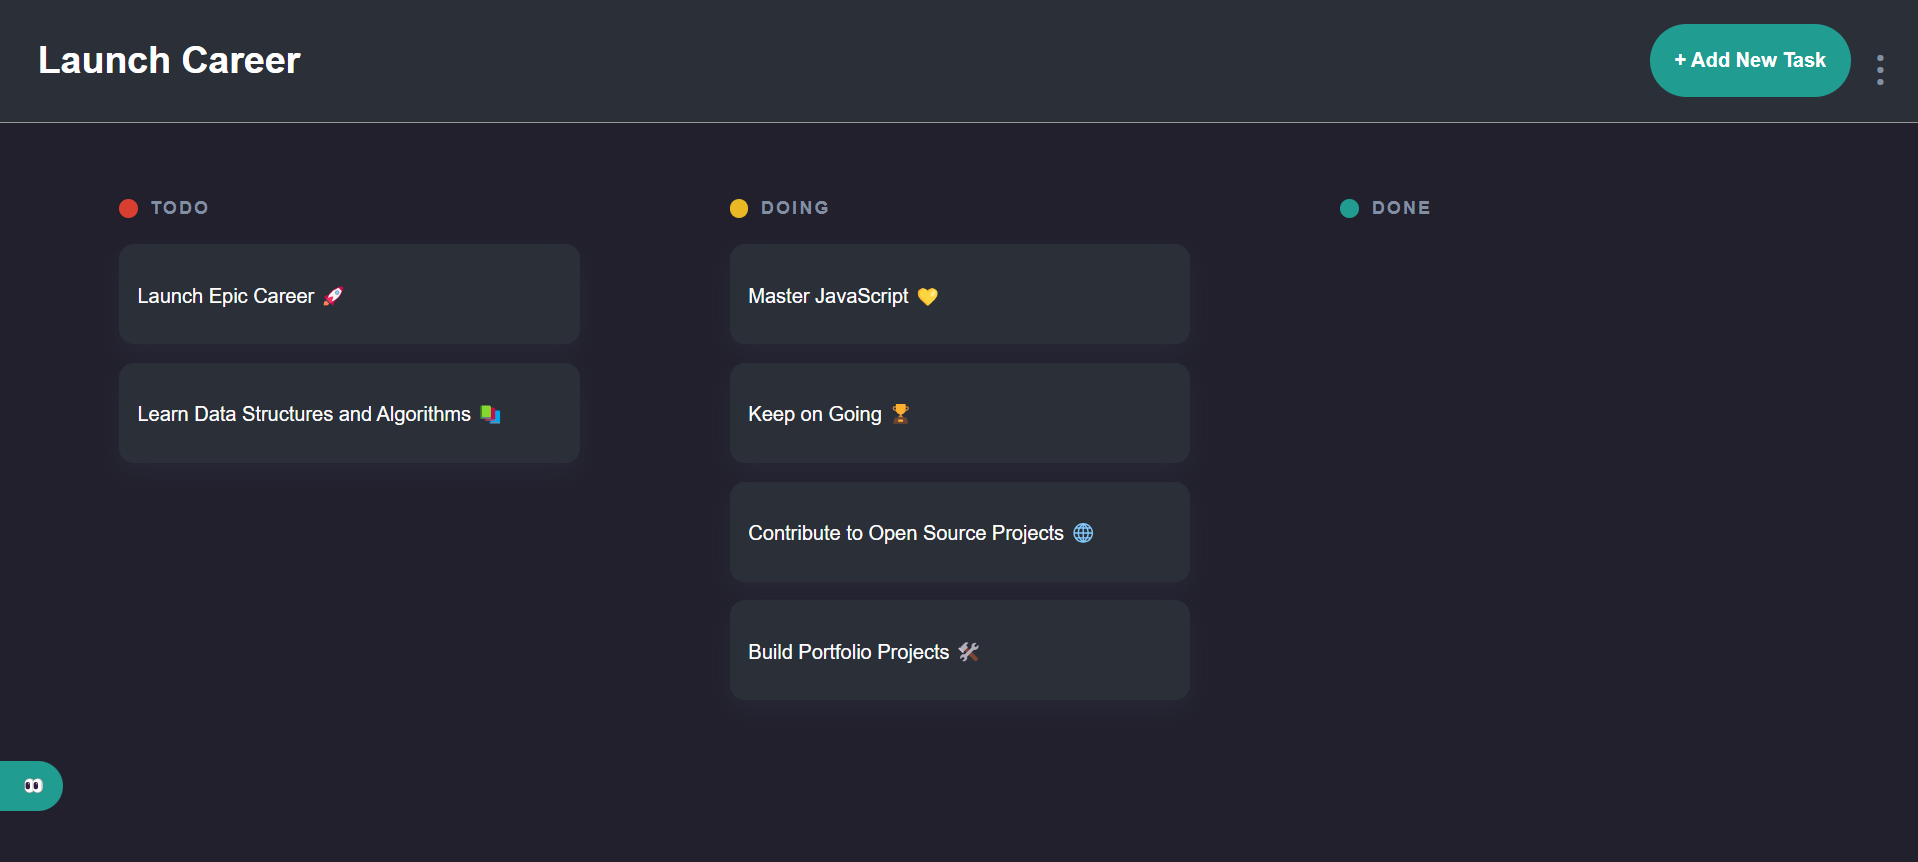 Launch Career
+ Add New Task
TODO
Launch Epic Career 🚀
Learn Data Structures and Algorithms 📚
DOING
Master JavaScript 💛
Keep on Going 🏆
Contribute to Open Source Projects 🌐
Build Portfolio Projects 🛠️
DONE
👀